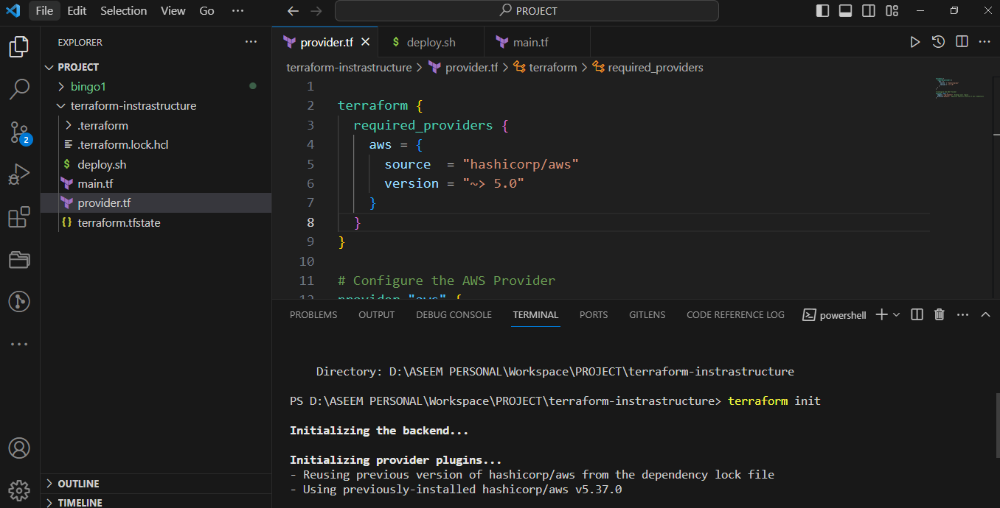 File Edit Selection View Go ··· PROJECT
EXPLORER ···
PROJECT
bingo1
terraform-instrastructure
.terraform
.terraform.lock.hcl
$ deploy.sh
main.tf
provider.tf
{} terraform.tfstate
2
OUTLINE
TIMELINE
provider.tf $ deploy.sh main.tf
terraform-instrastructure > provider.tf > terraform > required_providers
1
2 terraform {
3 required_providers {
4 aws = {
5 source = "hashicorp/aws"
6 version = "~> 5.0"
7 }
8 }
9 }
10
11 # Configure the AWS Provider
12 provider "aws" {
PROBLEMS OUTPUT DEBUG CONSOLE TERMINAL PORTS GITLENS CODE REFERENCE LOG powershell
Directory: D:\ASEEM PERSONAL\Workspace\PROJECT\terraform-instrastructure
PS D:\ASEEM PERSONAL\Workspace\PROJECT\terraform-instrastructure> terraform init
Initializing the backend...
Initializing provider plugins...
- Reusing previous version of hashicorp/aws from the dependency lock file
- Using previously-installed hashicorp/aws v5.37.0